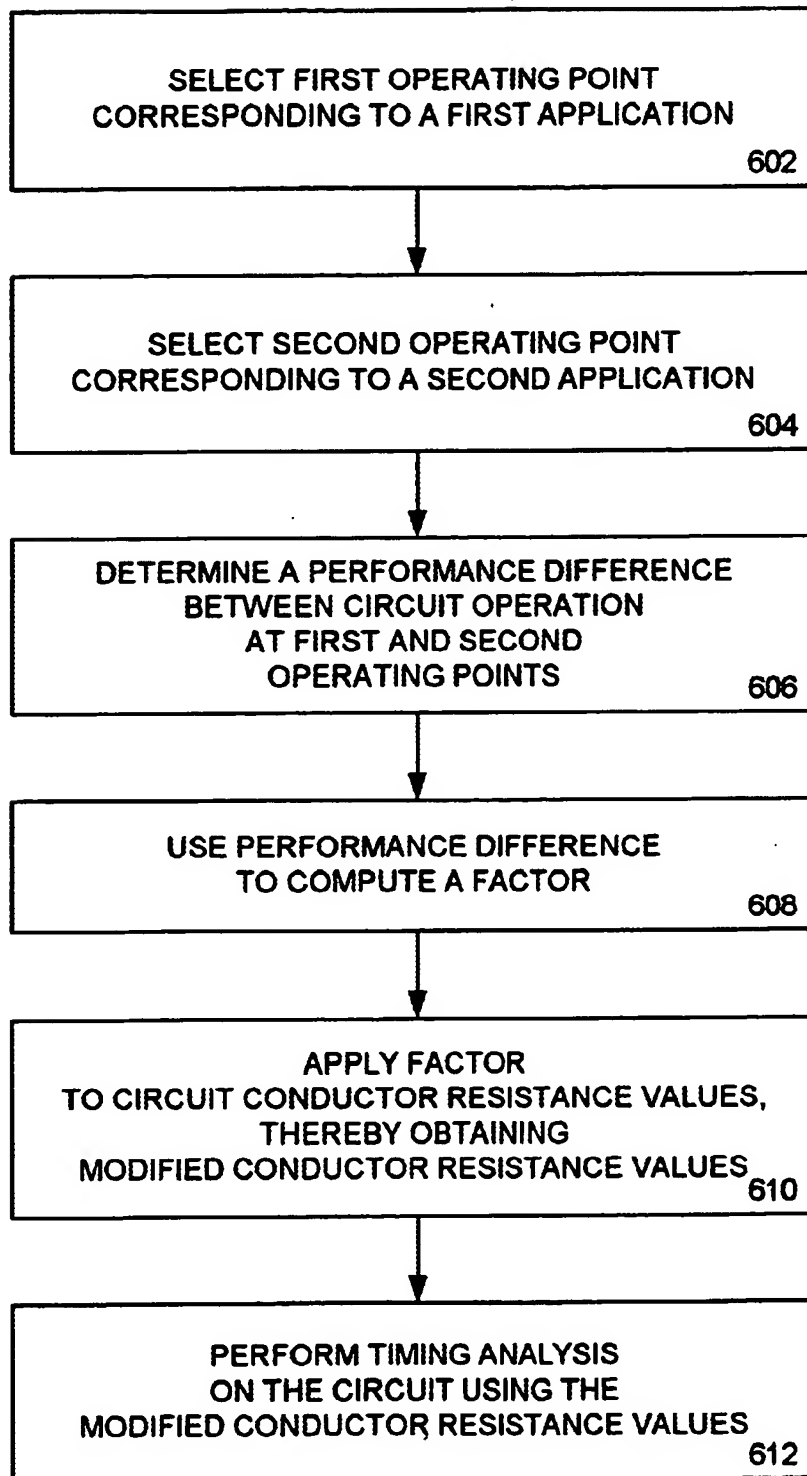 SELECT FIRST OPERATING POINT
CORRESPONDING TO A FIRST APPLICATION
602
SELECT SECOND OPERATING POINT
CORRESPONDING TO A SECOND APPLICATION
604
DETERMINE A PERFORMANCE DIFFERENCE
BETWEEN CIRCUIT OPERATION
AT FIRST AND SECOND
OPERATING POINTS
606
USE PERFORMANCE DIFFERENCE
TO COMPUTE A FACTOR
608
APPLY FACTOR
TO CIRCUIT CONDUCTOR RESISTANCE VALUES,
THEREBY OBTAINING
MODIFIED CONDUCTOR RESISTANCE VALUES
610
PERFORM TIMING ANALYSIS
ON THE CIRCUIT USING THE
MODIFIED CONDUCTOR RESISTANCE VALUES
612